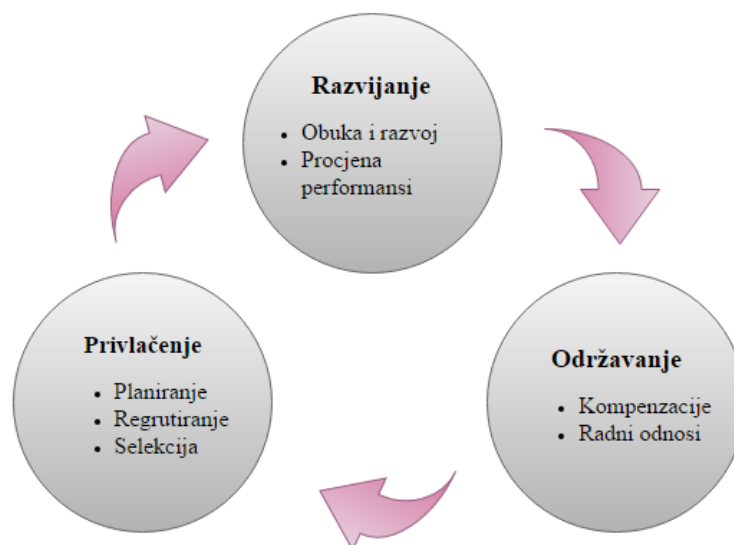 Razvijanje
• Obuka i razvoj
• Procjena
performansi
Privlačenje
• Planiranje
• Regrutiranje
• Selekcija
Održavanje
• Kompenzacije
• Radni odnosi